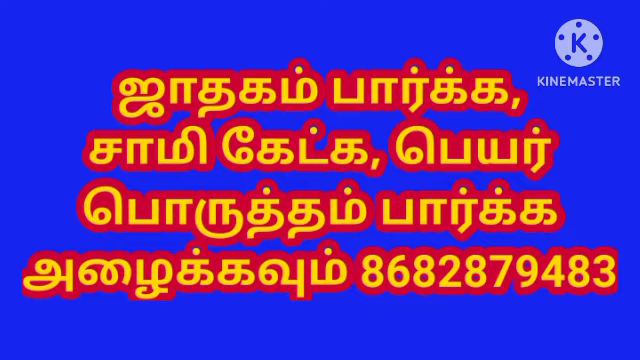 KINEMASTER
ஜாதகம் பார்க்க,
சாமி கேட்க, பெயர்
பொருத்தம் பார்க்க
அழைக்கவும் 8682879483